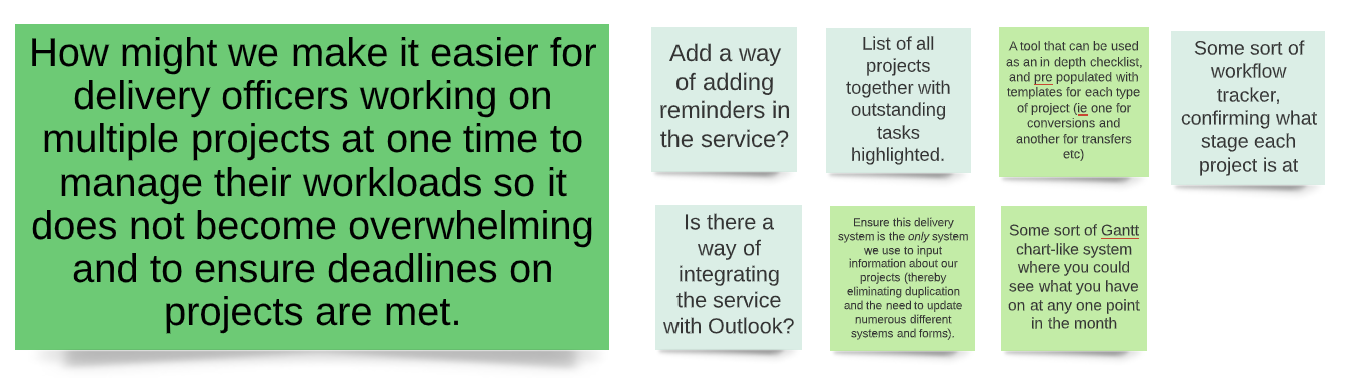 How might we make it easier for
delivery officers working on
multiple projects at one time to
manage their workloads so it
does not become overwhelming
and to ensure deadlines on
projects are met.
Add a way
of adding
reminders in
the service?
List of all
projects
together with
outstanding
tasks
highlighted.
A tool that can be used
as an in depth checklist,
and pre populated with
templates for each type
of project (ie one for
conversions and
another for transfers
etc)
Some sort of
workflow
tracker,
confirming what
stage each
project is at
Is there a
way of
integrating
the service
with Outlook?
Ensure this delivery
system is the only system
we use to input
information about our
projects (thereby
eliminating duplication
and the need to update
numerous different
systems and forms).
Some sort of Gantt
chart-like system
where you could
see what you have
on at any one point
in the month